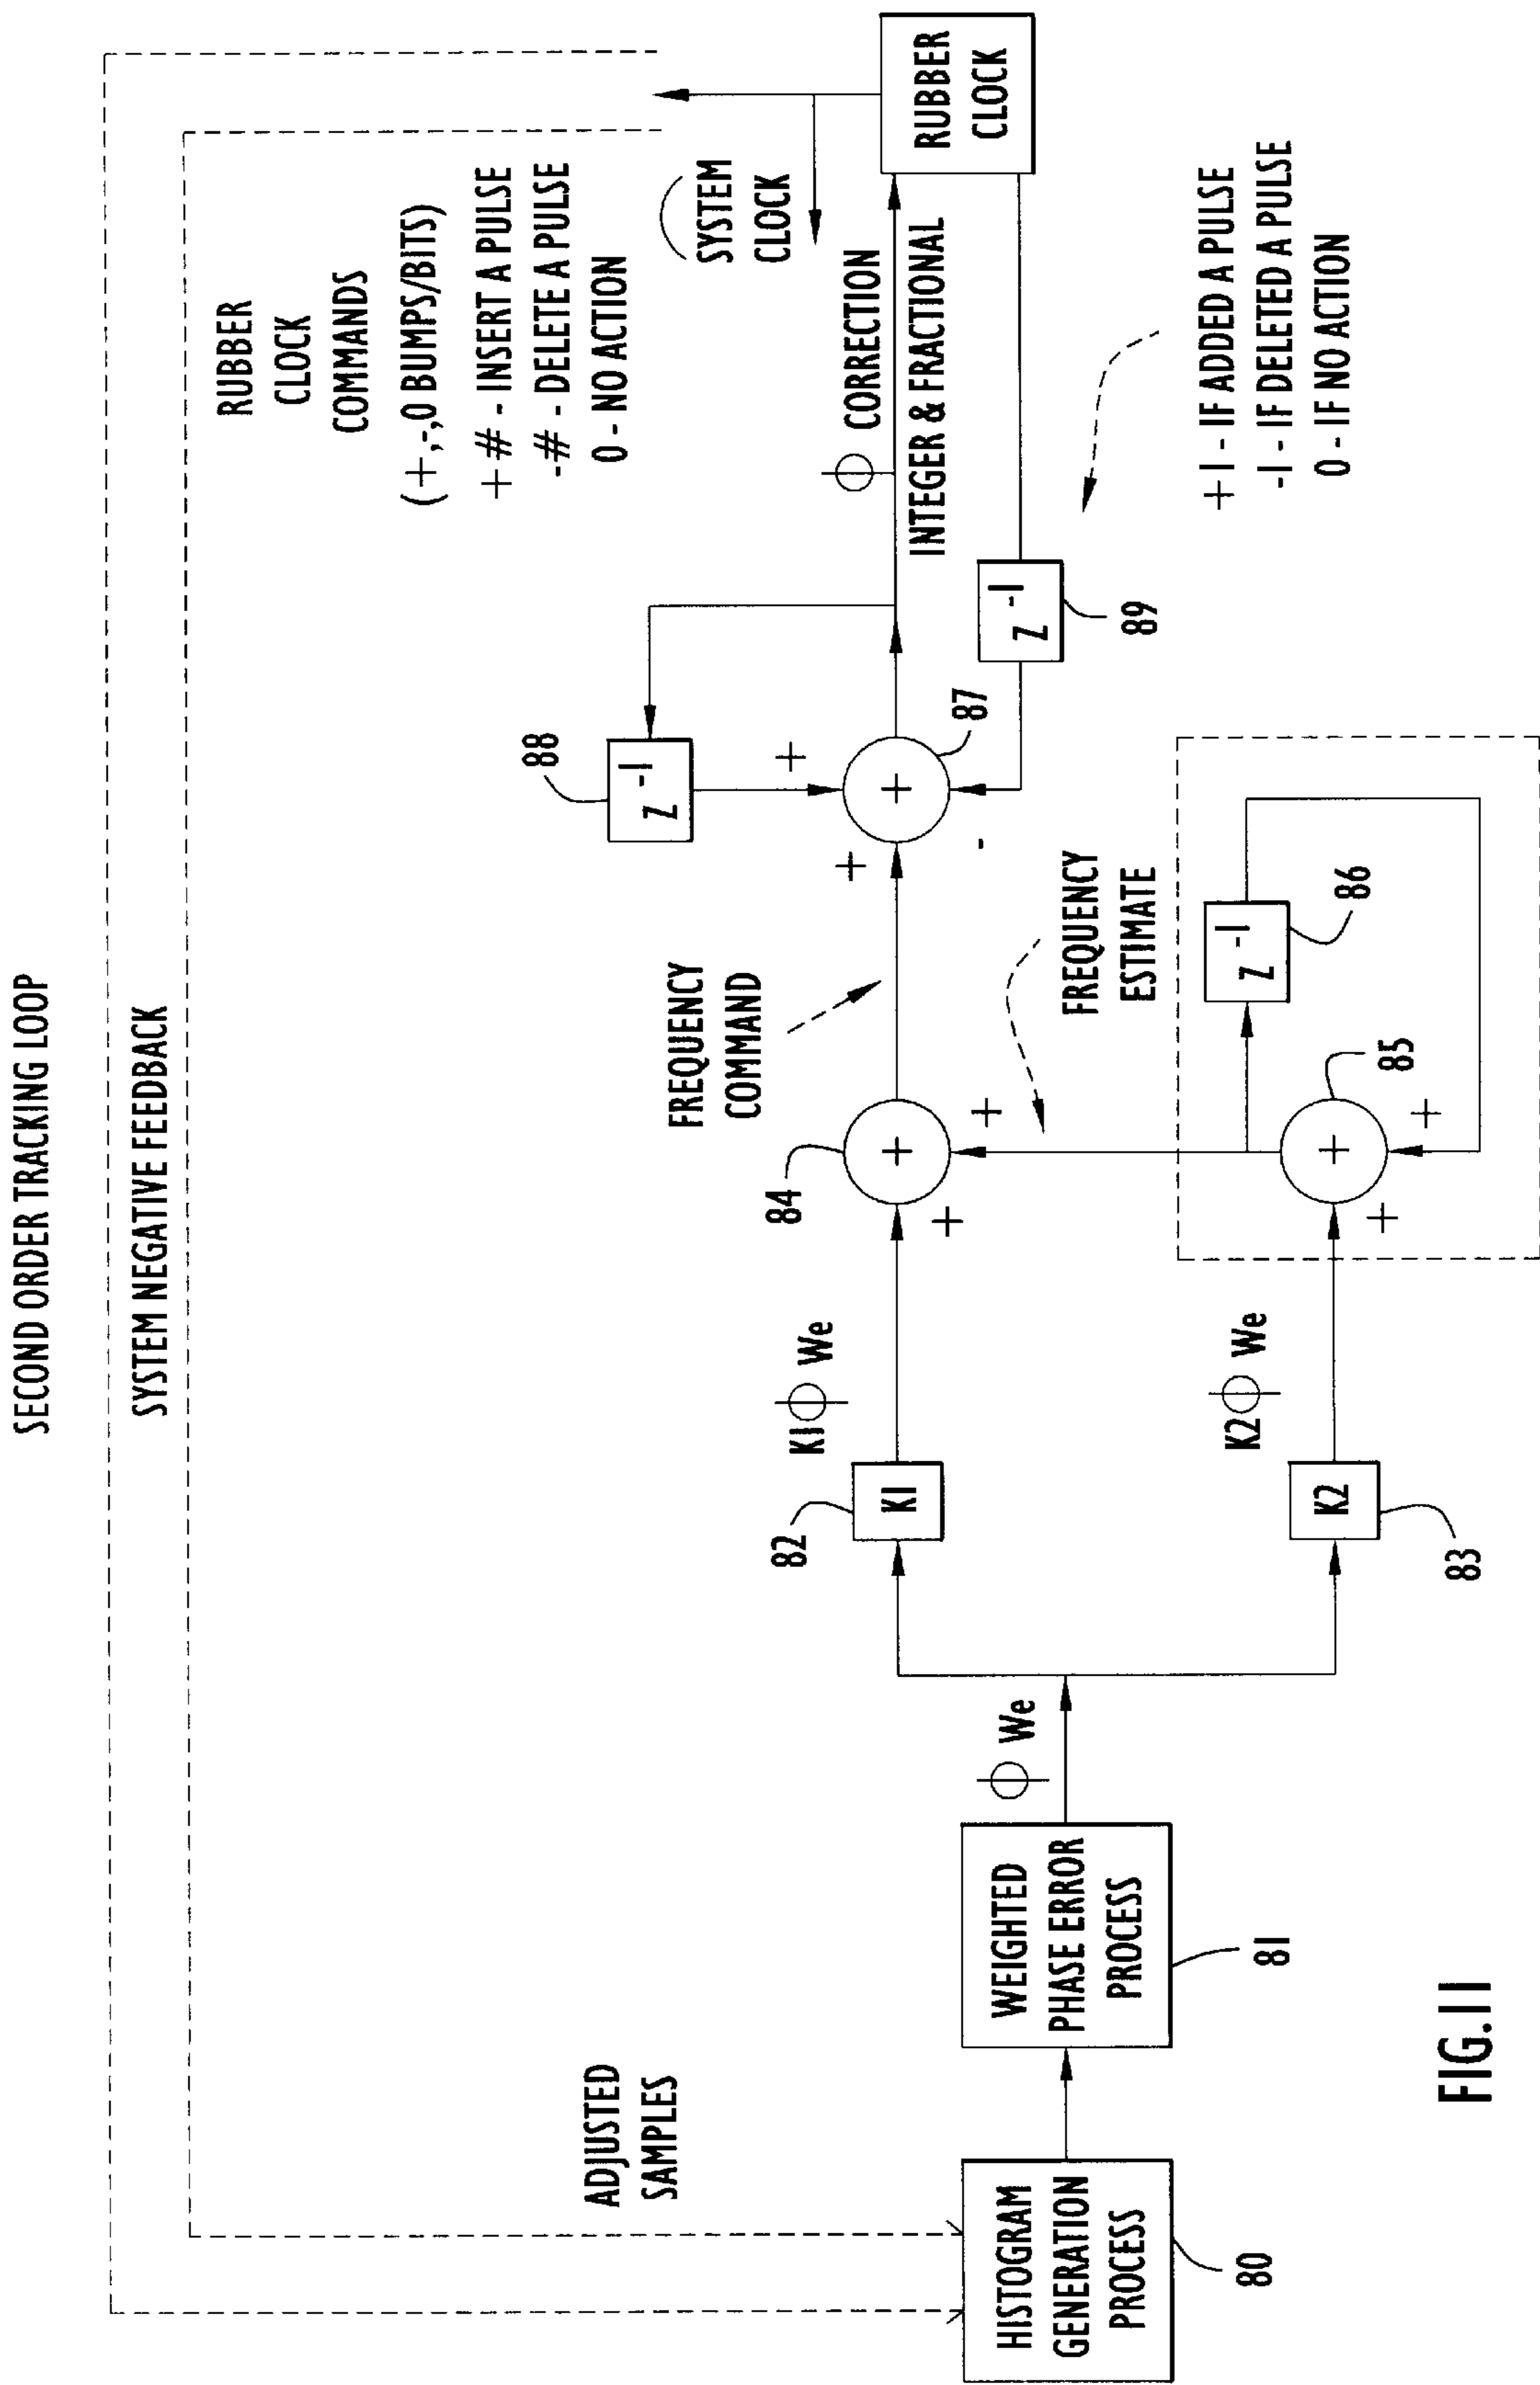 SECOND ORDER TRACKING LOOP
SYSTEM NEGATIVE FEEDBACK
ADJUSTED
SAMPLES
RUBBER
CLOCK
COMMANDS
(+,-,0 BUMPS/BITS)
+# - INSERT A PULSE
-# - DELETE A PULSE
0 - NO ACTION
SYSTEM
CLOCK
RUBBER
CLOCK
HISTOGRAM
GENERATION
PROCESS
80
WEIGHTED
PHASE ERROR
PROCESS
81
Φ We
K1
82
K1Φ We
K2
83
K2Φ We
+
84
+
+
FREQUENCY
COMMAND
FREQUENCY
ESTIMATE
+
85
+
+
Z⁻¹
86
+
87
+
+
-
Z⁻¹
88
Φ CORRECTION
INTEGER & FRACTIONAL
Z⁻¹
89
+1 - IF ADDED A PULSE
-1 - IF DELETED A PULSE
0 - IF NO ACTION
FIG.11